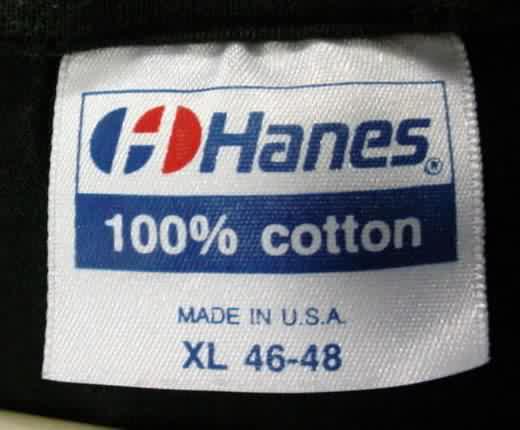 Hanes®
100% cotton
MADE IN U.S.A.
XL 46-48